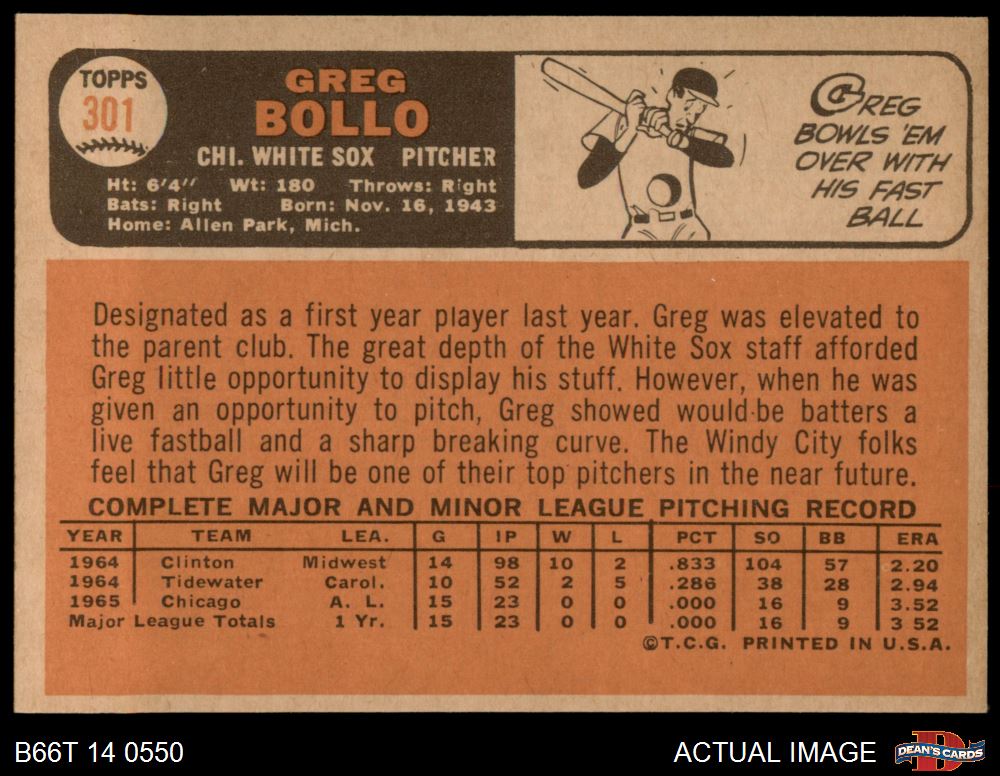 TOPPS
301
GREG
BOLLO
CHI. WHITE SOX PITCHER
Ht: 6'4" Wt: 180 Throws: Right
Bats: Right Born: Nov. 16, 1943
Home: Allen Park, Mich.
GREG
BOWLS 'EM
OVER WITH
HIS FAST
BALL
Designated as a first year player last year. Greg was elevated to
the parent club. The great depth of the White Sox staff afforded
Greg little opportunity to display his stuff. However, when he was
given an opportunity to pitch, Greg showed would-be batters a
live fastball and a sharp breaking curve. The Windy City folks
feel that Greg will be one of their top pitchers in the near future.
COMPLETE MAJOR AND MINOR LEAGUE PITCHING RECORD
YEAR TEAM LEA. G IP W L PCT SO BB ERA
1964 Clinton Midwest 14 98 10 2 .833 104 57 2.20
1964 Tidewater Carol. 10 52 2 5 .286 38 28 2.94
1965 Chicago A. L. 15 23 0 0 .000 16 9 3.52
Major League Totals 1 Yr. 15 23 0 0 .000 16 9 3 52
©T.C.G. PRINTED IN U.S.A.
B66T 14 0550
ACTUAL IMAGE
DEAN'S CARDS